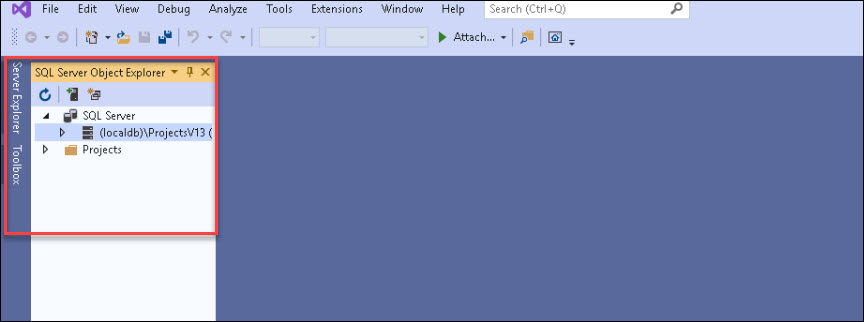 File Edit View Debug Analyze Tools Extensions Window Help Search (Ctrl+Q)
Attach...
Server Explorer
Toolbox
SQL Server Object Explorer
SQL Server
(localdb)\ProjectsV13 (
Projects